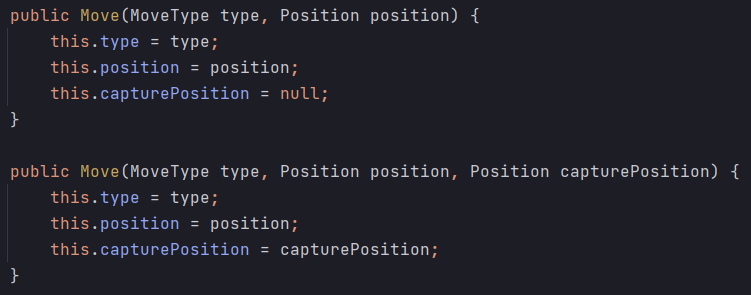 public Move(MoveType type, Position position) {
    this.type = type;
    this.position = position;
    this.capturePosition = null;
}

public Move(MoveType type, Position position, Position capturePosition) {
    this.type = type;
    this.position = position;
    this.capturePosition = capturePosition;
}